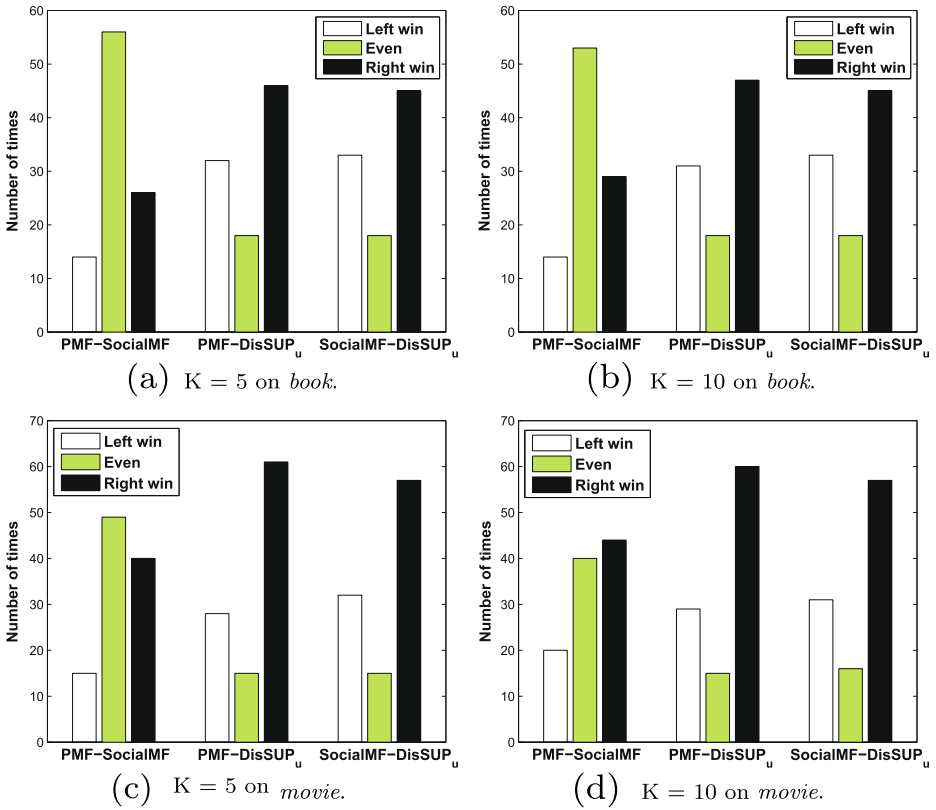 60
50
40
30
20
10
0
Number of times
Left win
Even
Right win
PMF−SocialMF PMF−DisSUPu SocialMF−DisSUPu
(a) K = 5 on book.
60
50
40
30
20
10
0
Number of times
Left win
Even
Right win
PMF−SocialMF PMF−DisSUPu SocialMF−DisSUPu
(b) K = 10 on book.
70
60
50
40
30
20
10
0
Number of times
Left win
Even
Right win
PMF−SocialMF PMF−DisSUPu SocialMF−DisSUPu
(c) K = 5 on movie.
70
60
50
40
30
20
10
0
Number of times
Left win
Even
Right win
PMF−SocialMF PMF−DisSUPu SocialMF−DisSUPu
(d) K = 10 on movie.